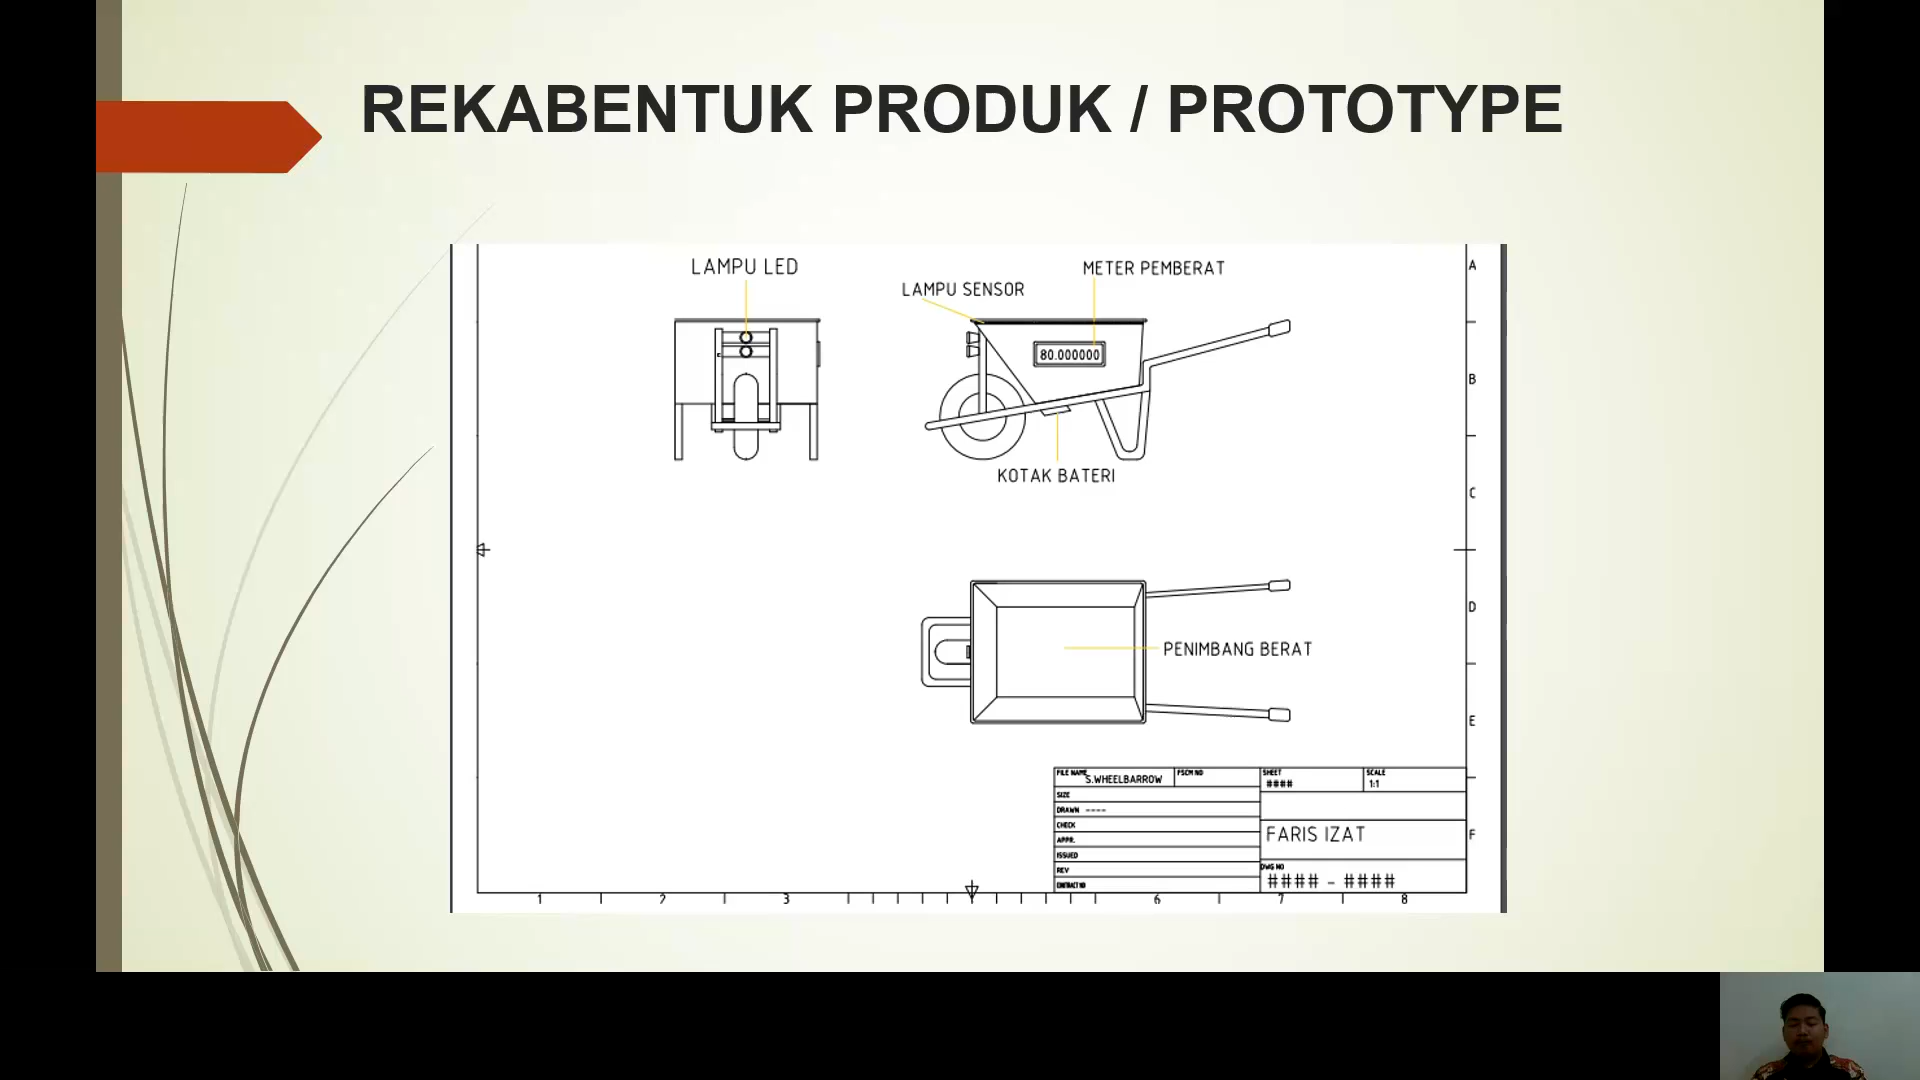 REKABENTUK PRODUK / PROTOTYPE
LAMPU LED
METER PEMBERAT
LAMPU SENSOR
80.000000
KOTAK BATERI
PENIMBANG BERAT
A
B
C
D
E
F
FILE NAME
S.WHEELBARROW
FSCM NO
SHEET
####
SCALE
1:1
SIZE
DRAWN ----
CHECK
APPR.
ISSUED
REV
CONTRACT NO
FARIS IZAT
DWG NO
#### - ####
1 2 3 6 7 8